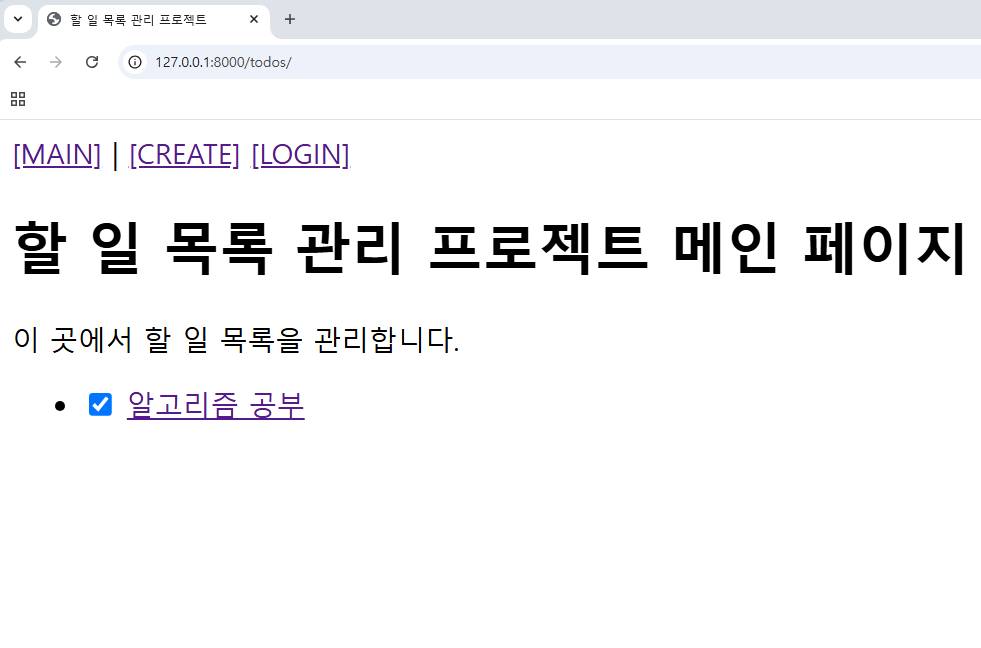 할 일 목록 관리 프로젝트
127.0.0.1:8000/todos/
[MAIN] | [CREATE] [LOGIN]
할 일 목록 관리 프로젝트 메인 페이지
이 곳에서 할 일 목록을 관리합니다.
알고리즘 공부